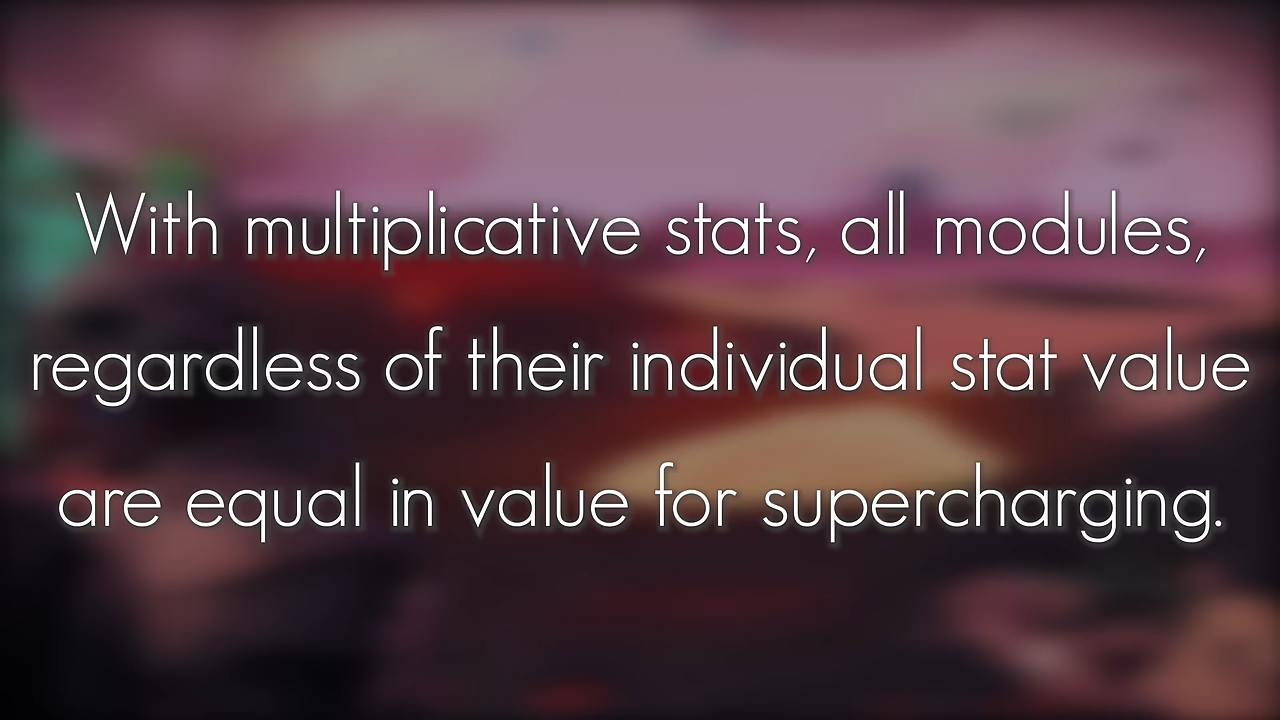 With multiplicative stats, all modules,
regardless of their individual stat value
are equal in value for supercharging.